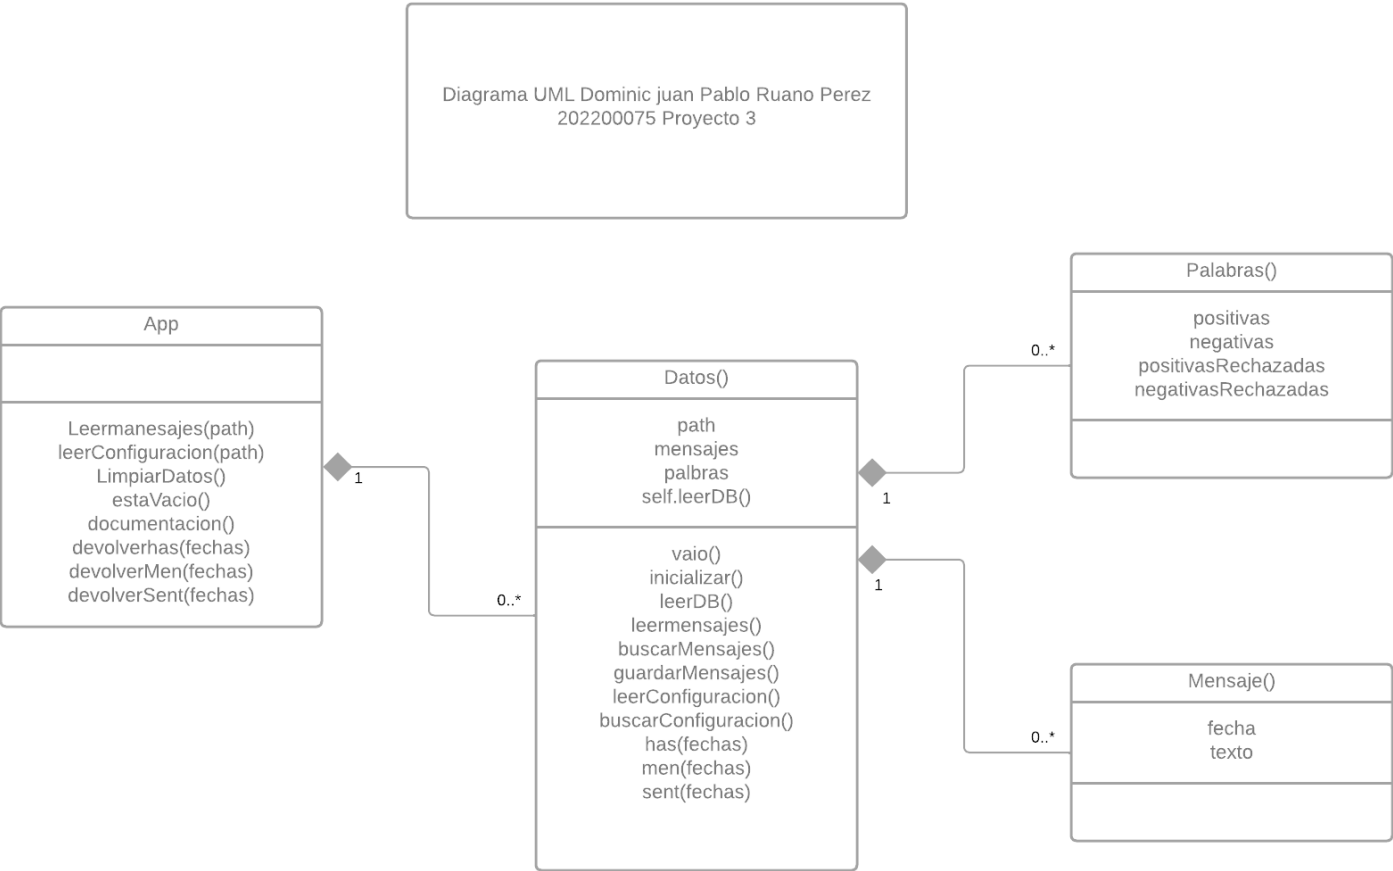 Diagrama UML Dominic juan Pablo Ruano Perez
202200075 Proyecto 3
App
Leermanesajes(path)
leerConfiguracion(path)
LimpiarDatos()
estaVacio()
documentacion()
devolverhas(fechas)
devolverMen(fechas)
devolverSent(fechas)
1
0..*
Datos()
path
mensajes
palbras
self.leerDB()
vaio()
inicializar()
leerDB()
leermensajes()
buscarMensajes()
guardarMensajes()
leerConfiguracion()
buscarConfiguracion()
has(fechas)
men(fechas)
sent(fechas)
1
0..*
1
0..*
Palabras()
positivas
negativas
positivasRechazadas
negativasRechazadas
Mensaje()
fecha
texto